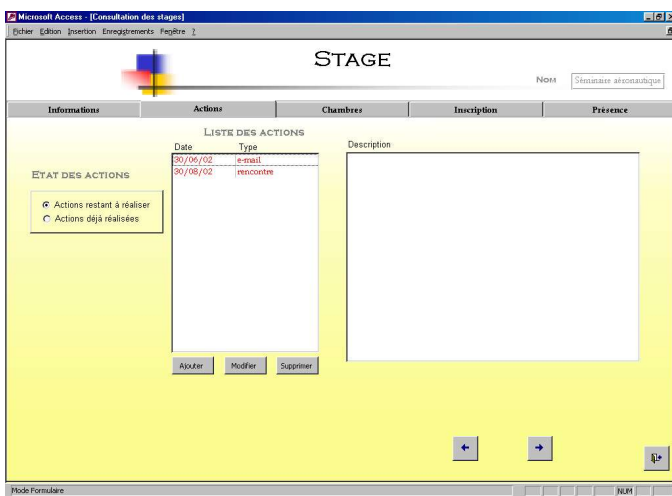 Microsoft Access - [Consultation des stages]
Fichier Edition Insertion Enregistrements Fenêtre ?
STAGE
NOM Séminaire aéronautique
Informations Actions Chambres Inscription Présence
LISTE DES ACTIONS
Date Type Description
30/06/02 e-mail
30/08/02 rencontre
ETAT DES ACTIONS
Actions restant à réaliser
Actions déjà réalisées
Ajouter Modifier Supprimer
Mode Formulaire NUM